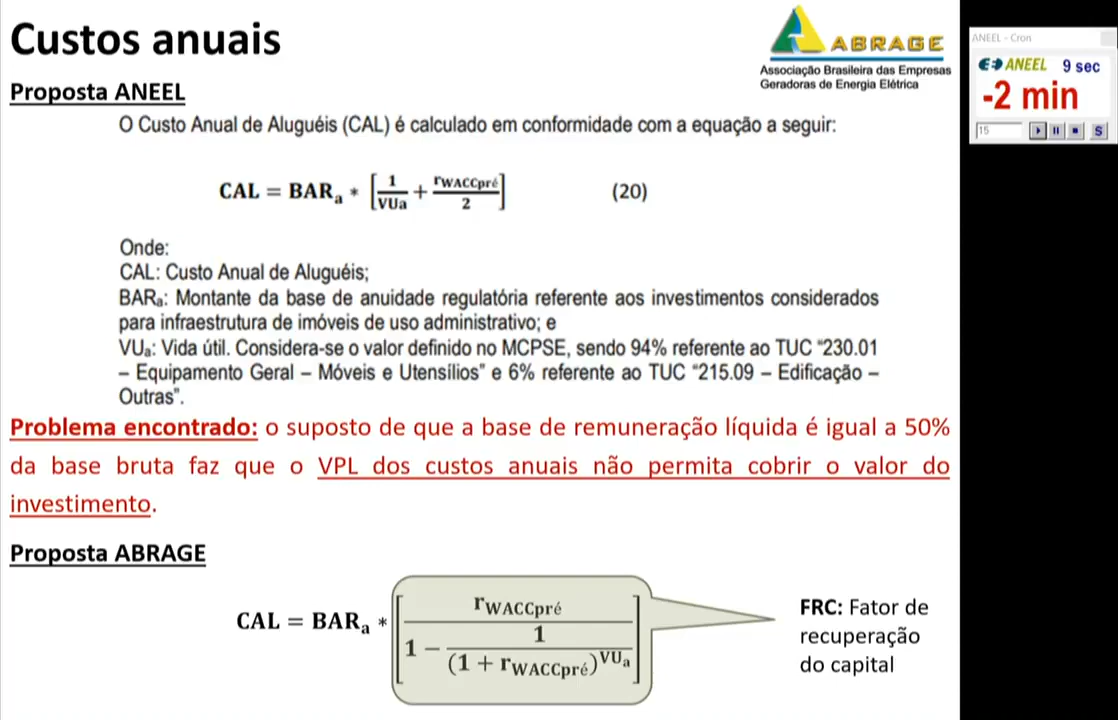 Custos anuais
ABRAGE
Associação Brasileira das Empresas
Geradoras de Energia Elétrica
ANEEL - Cron
ANEEL 9 sec
-2 min
15
S
Proposta ANEEL
O Custo Anual de Aluguéis (CAL) é calculado em conformidade com a equação a seguir:
CAL = BARₐ * [1/VUa + rWACCpré/2] (20)
Onde:
CAL: Custo Anual de Aluguéis;
BARₐ: Montante da base de anuidade regulatória referente aos investimentos considerados
para infraestrutura de imóveis de uso administrativo; e
VUₐ: Vida útil. Considera-se o valor definido no MCPSE, sendo 94% referente ao TUC “230.01
– Equipamento Geral – Móveis e Utensílios” e 6% referente ao TUC “215.09 – Edificação –
Outras”.
Problema encontrado: o suposto de que a base de remuneração líquida é igual a 50%
da base bruta faz que o VPL dos custos anuais não permita cobrir o valor do
investimento.
Proposta ABRAGE
CAL = BARₐ * [rWACCpré / (1 − 1/(1 + rWACCpré)^VUₐ)]
FRC: Fator de
recuperação
do capital